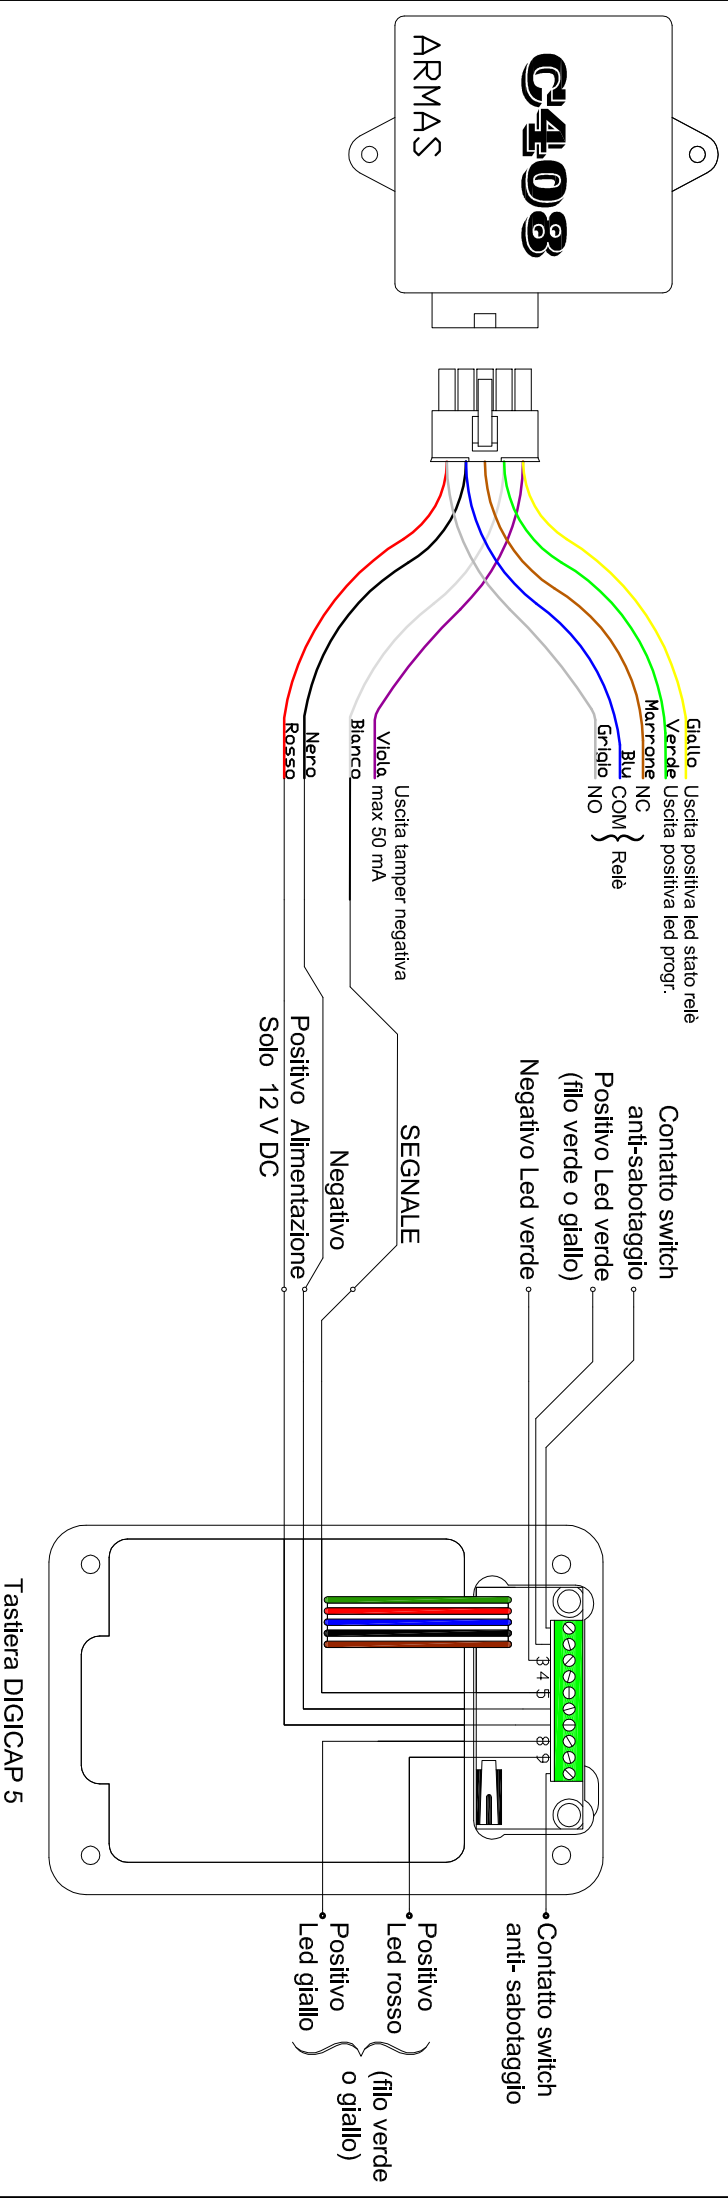 C408
ARMAS
Giallo
Uscita positiva led stato relè
Verde
Uscita positiva led progr.
Marrone
NC
Blu
COM
Relè
Grigio
NO
Uscita tamper negativa
Viola
max 50 mA
Bianco
Nero
Rosso
SEGNALE
Negativo
Positivo Alimentazione
Solo 12 V DC
Contatto switch
anti-sabotaggio
Positivo Led verde
(filo verde o giallo)
Negativo Led verde
3
4
5
8
9
Contatto switch
anti- sabotaggio
Positivo
Led rosso
Positivo
Led giallo
(filo verde
o giallo)
Tastiera DIGICAP 5